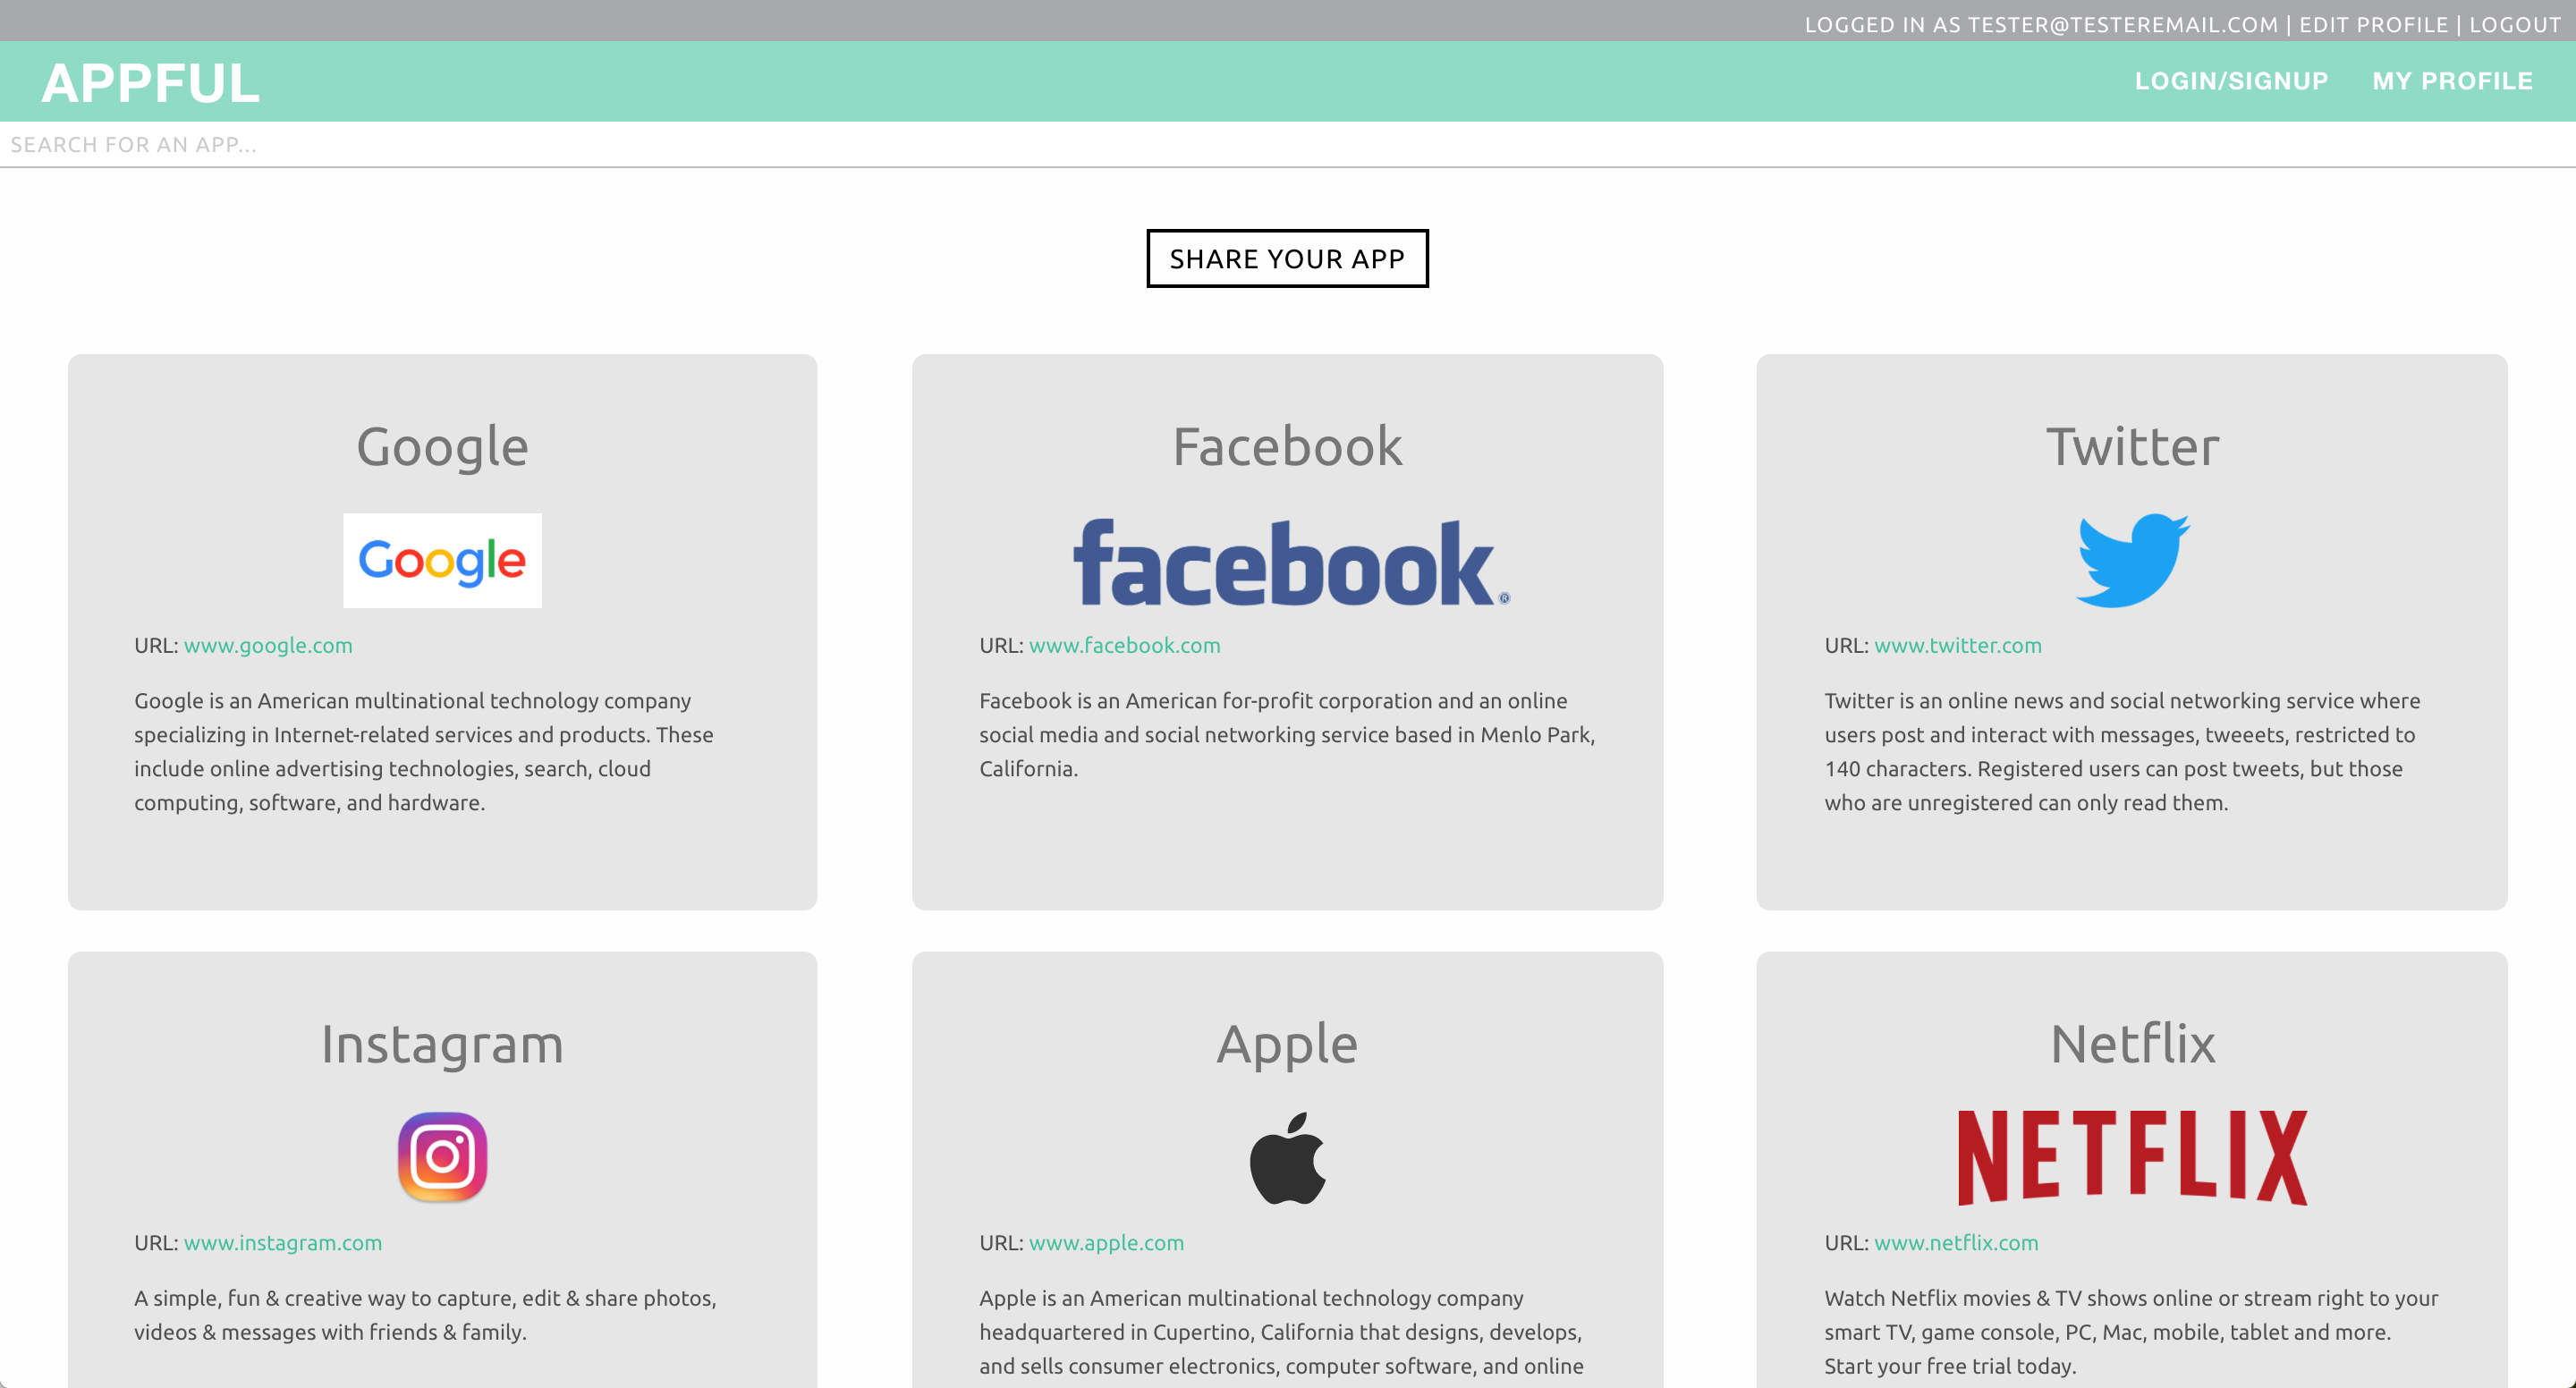 LOGGED IN AS TESTER@TESTEREMAIL.COM | EDIT PROFILE | LOGOUT
APPFUL
LOGIN/SIGNUP MY PROFILE
SEARCH FOR AN APP...
SHARE YOUR APP
Google
Google
URL: www.google.com
Google is an American multinational technology company
specializing in Internet-related services and products. These
include online advertising technologies, search, cloud
computing, software, and hardware.
Facebook
facebook®
URL: www.facebook.com
Facebook is an American for-profit corporation and an online
social media and social networking service based in Menlo Park,
California.
Twitter
URL: www.twitter.com
Twitter is an online news and social networking service where
users post and interact with messages, tweeets, restricted to
140 characters. Registered users can post tweets, but those
who are unregistered can only read them.
Instagram
URL: www.instagram.com
A simple, fun & creative way to capture, edit & share photos,
videos & messages with friends & family.
Apple
URL: www.apple.com
Apple is an American multinational technology company
headquartered in Cupertino, California that designs, develops,
and sells consumer electronics, computer software, and online
Netflix
NETFLIX
URL: www.netflix.com
Watch Netflix movies & TV shows online or stream right to your
smart TV, game console, PC, Mac, mobile, tablet and more.
Start your free trial today.